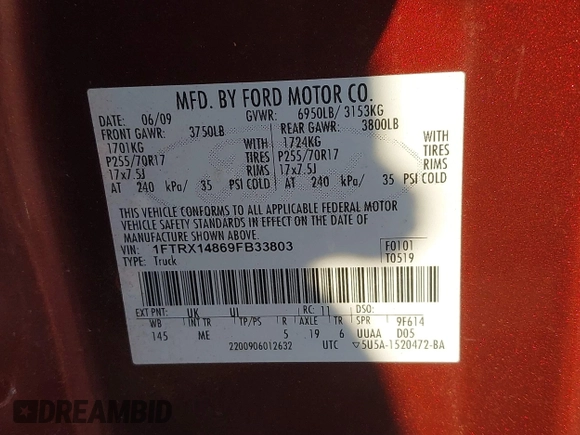 MFD. BY FORD MOTOR CO.
DATE: 06/09 GVWR: 6950LB/ 3153KG
FRONT GAWR: 3750LB REAR GAWR: 3800LB
1701KG WITH 1724KG WITH
P255/70R17 TIRES P255/70R17 TIRES
17x7.5J RIMS 17x7.5J RIMS
AT 240 kPa/ 35 PSI COLD AT 240 kPa/ 35 PSI COLD
THIS VEHICLE CONFORMS TO ALL APPLICABLE FEDERAL MOTOR
VEHICLE SAFETY STANDARDS IN EFFECT ON THE DATE OF
MANUFACTURE SHOWN ABOVE.
VIN: 1FTRX14869FB33803 F0101
TYPE: Truck T0519
EXT PNT: UK UI RC: 11 DSO:
WB INT TR TP/PS R AXLE TR SPR 9F614
145 ME 5 19 6 UUAA D05
2200906012632 UTC ▽5U5A-1520472-BA
DREAMBID